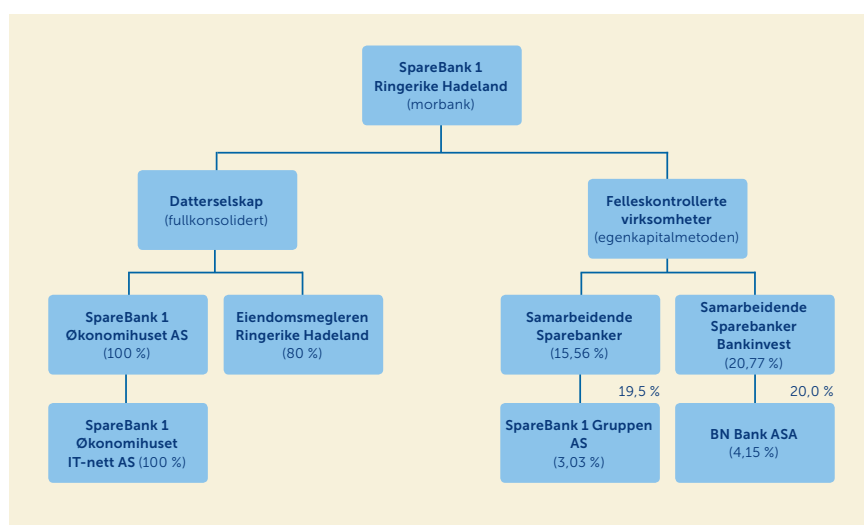 SpareBank 1
Ringerike Hadeland
(morbank)
Datterselskap
(fullkonsolidert)
Felleskontrollerte
virksomheter
(egenkapitalmetoden)
SpareBank 1
Økonomihuset AS
(100 %)
Eiendomsmegleren
Ringerike Hadeland
(80 %)
Samarbeidende
Sparebanker
(15,56 %)
Samarbeidende
Sparebanker
Bankinvest
(20,77 %)
19,5 %
20,0 %
SpareBank 1
Økonomihuset
IT-nett AS (100 %)
SpareBank 1 Gruppen
AS
(3,03 %)
BN Bank ASA
(4,15 %)